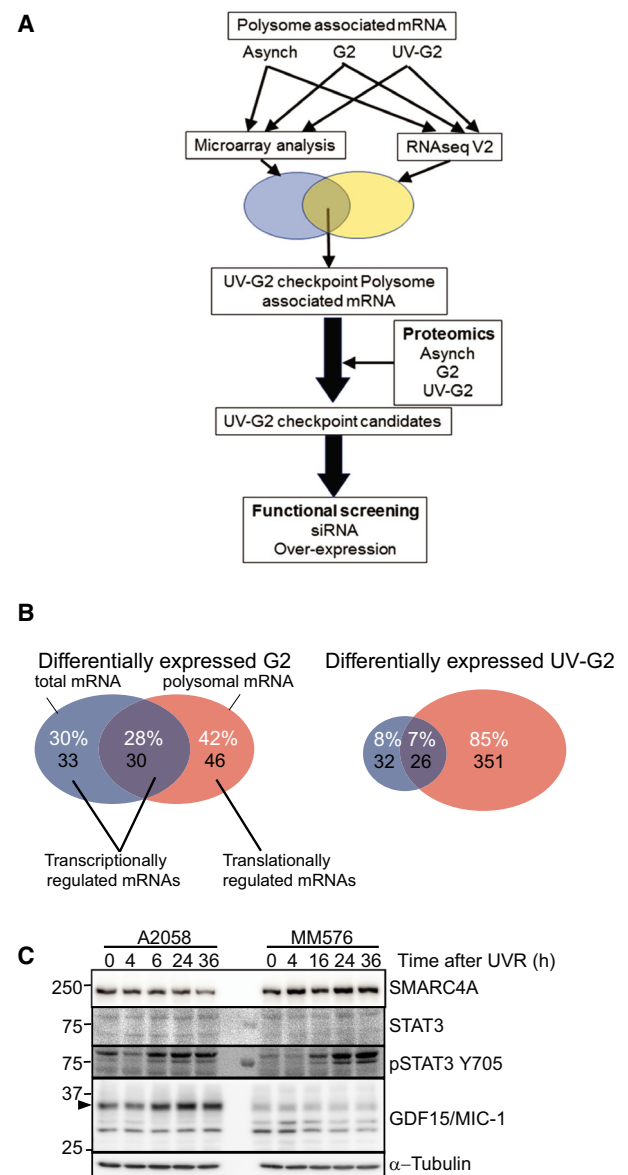 A
Polysome associated mRNA
Asynch G2 UV-G2
Microarray analysis RNAseq V2
UV-G2 checkpoint Polysome
associated mRNA
Proteomics
Asynch
G2
UV-G2
UV-G2 checkpoint candidates
Functional screening
siRNA
Over-expression
B
Differentially expressed G2
total mRNA polysomal mRNA
30% 28% 42%
33 30 46
Transcriptionally
regulated mRNAs
Translationally
regulated mRNAs
Differentially expressed UV-G2
8% 7% 85%
32 26 351
C
A2058 MM576
0 4 6 24 36 0 4 16 24 36 Time after UVR (h)
250 SMARC4A
75 STAT3
75 pSTAT3 Y705
37
GDF15/MIC-1
25
α–Tubulin